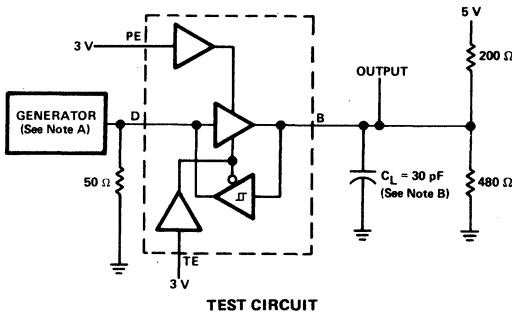 5 V
PE
3 V
200 Ω
OUTPUT
GENERATOR
(See Note A)
D
B
50 Ω
CL = 30 pF
(See Note B)
480 Ω
TE
3 V
TEST CIRCUIT